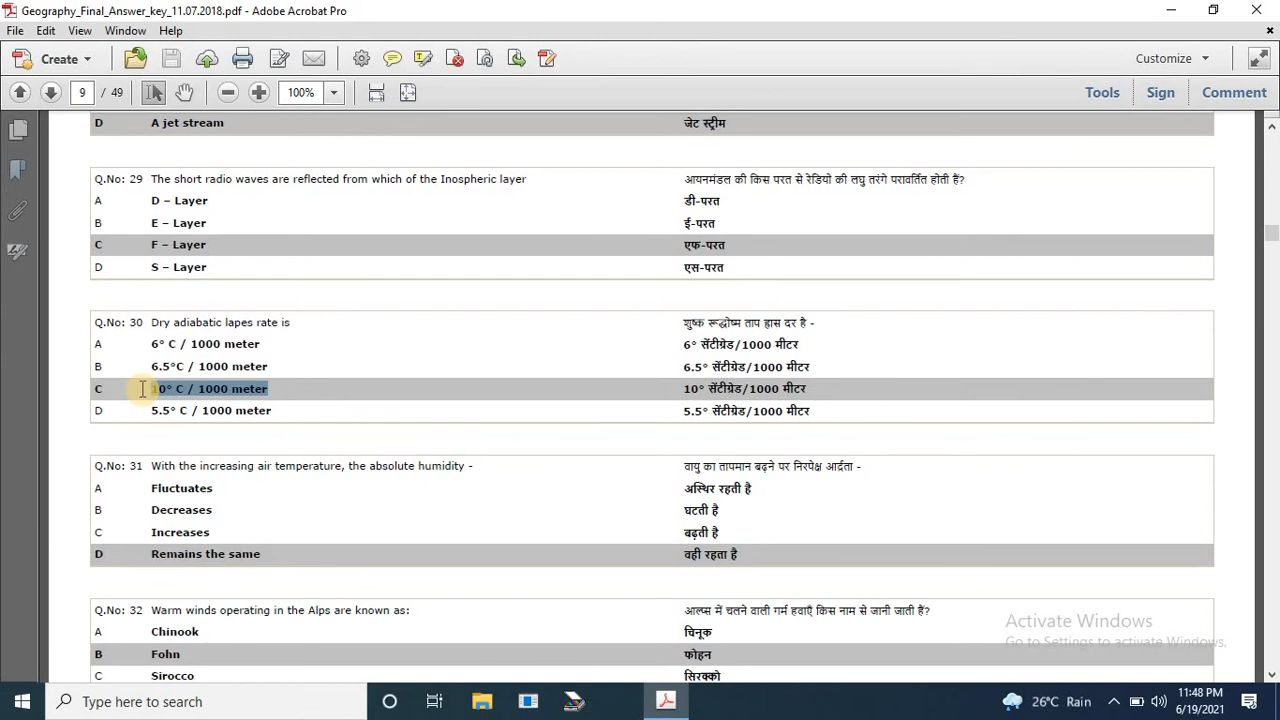 Geography_Final_Answer_key_11.07.2018.pdf - Adobe Acrobat Pro
File Edit View Window Help
Create Customize
9 / 49 100% Tools Sign Comment
D A jet stream जेट स्ट्रीम
Q.No: 29 The short radio waves are reflected from which of the Inospheric layer आयनमंडल की किस परत से रेडियो की लघु तरंगे परावर्तित होती हैं?
A D – Layer डी-परत
B E – Layer ई-परत
C F – Layer एफ-परत
D S – Layer एस-परत
Q.No: 30 Dry adiabatic lapes rate is शुष्क रूद्धोष्म ताप ह्रास दर है -
A 6° C / 1000 meter 6° सेंटीग्रेड/1000 मीटर
B 6.5°C / 1000 meter 6.5° सेंटीग्रेड/1000 मीटर
C 10° C / 1000 meter 10° सेंटीग्रेड/1000 मीटर
D 5.5° C / 1000 meter 5.5° सेंटीग्रेड/1000 मीटर
Q.No: 31 With the increasing air temperature, the absolute humidity - वायु का तापमान बढ़ने पर निरपेक्ष आर्द्रता -
A Fluctuates अस्थिर रहती है
B Decreases घटती है
C Increases बढ़ती है
D Remains the same वही रहता है
Q.No: 32 Warm winds operating in the Alps are known as: आल्प्स में चलने वाली गर्म हवाएँ किस नाम से जानी जाती हैं?
A Chinook चिनूक
B Fohn फोहन
C Sirocco सिरक्को
Activate Windows
Go to Settings to activate Windows.
Type here to search 26°C Rain 11:48 PM
6/19/2021